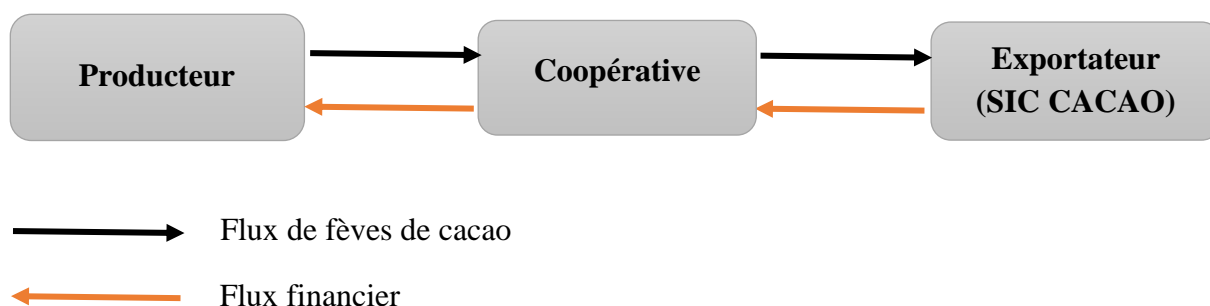 Producteur
Coopérative
Exportateur
(SIC CACAO)
Flux de fèves de cacao
Flux financier